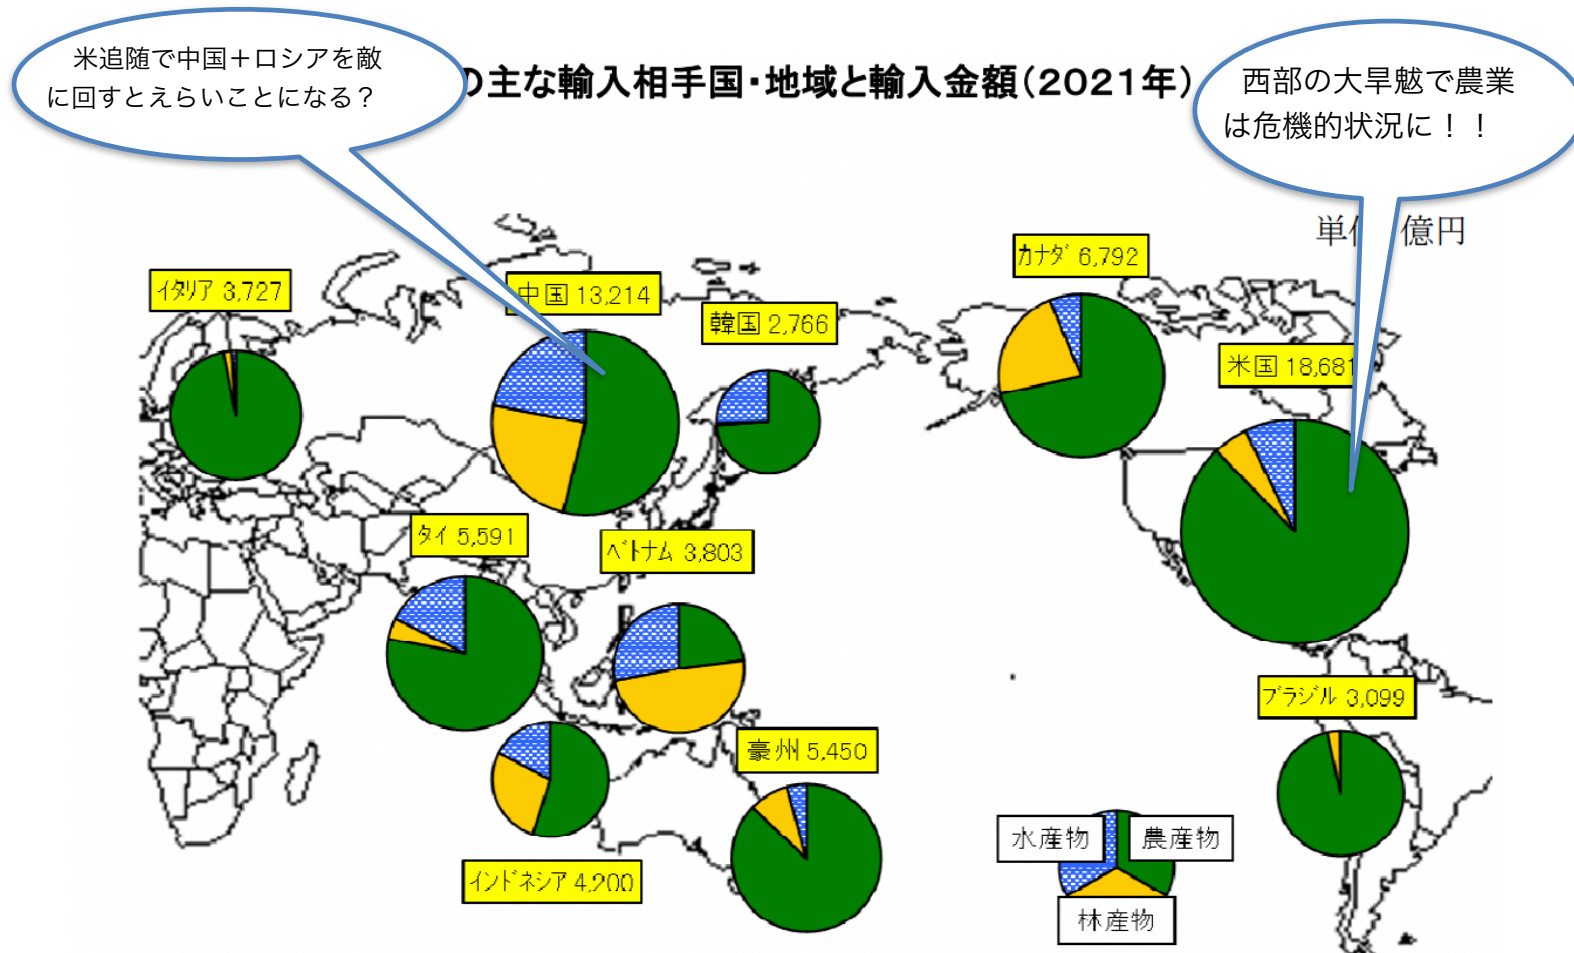 米追随で中国＋ロシアを敵
に回すとえらいことになる？
の主な輸入相手国・地域と輸入金額（2021年）
西部の大旱魃で農業
は危機的状況に！！
単位 億円
カナダ 6,792
イタリア 3,727
中国 13,214
韓国 2,766
米国 18,681
タイ 5,591
ベトナム 3,803
ブラジル 3,099
豪州 5,450
水産物
農産物
インドネシア 4,200
林産物